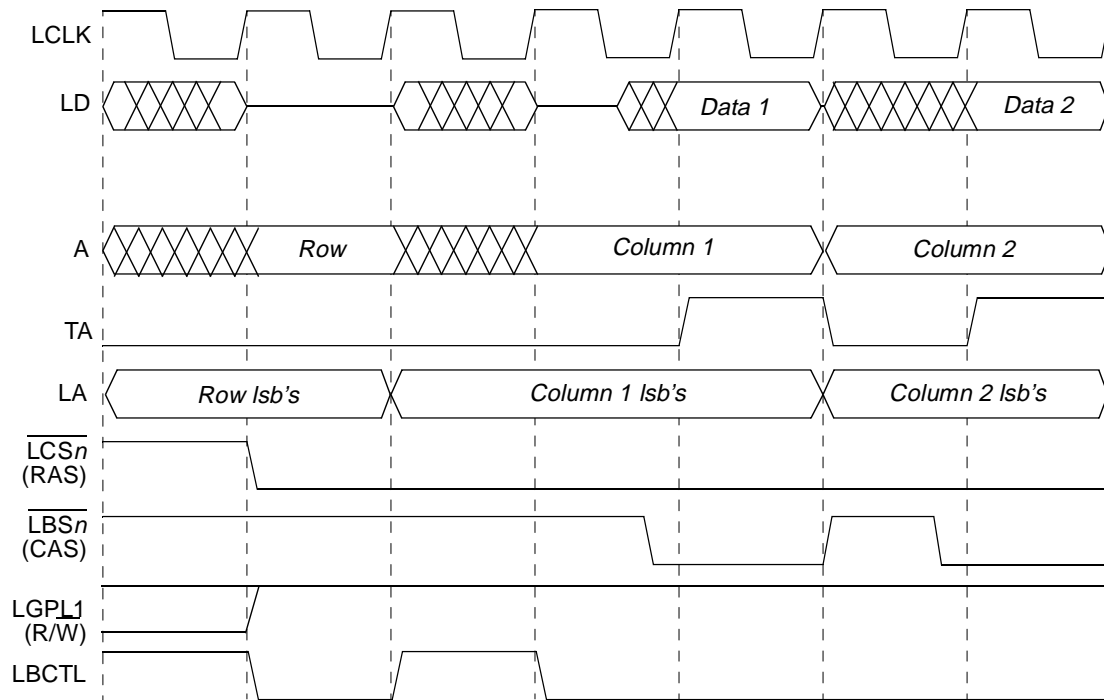 LCLK
LD
Data 1
Data 2
A
Row
Column 1
Column 2
TA
LA
Row lsb's
Column 1 lsb's
Column 2 lsb's
LCSn
(RAS)
LBSn
(CAS)
LGPL1
(R/W)
LBCTL